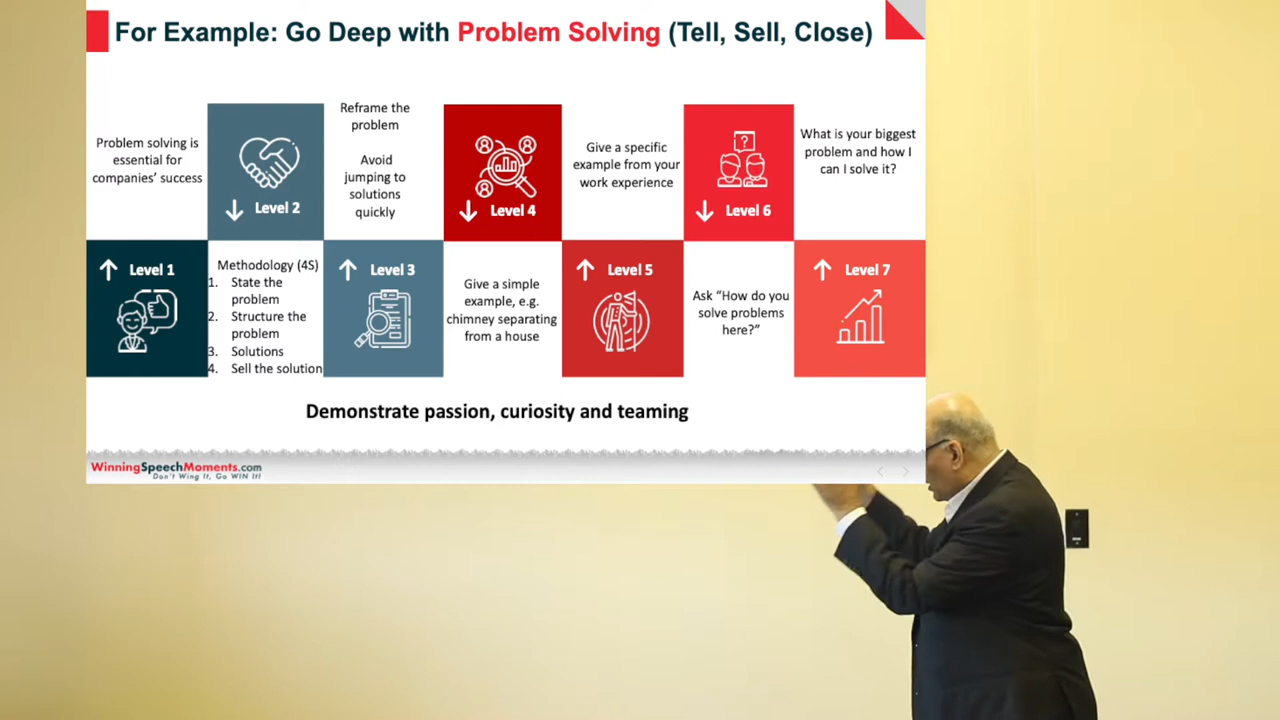 For Example: Go Deep with Problem Solving (Tell, Sell, Close)
Problem solving is
essential for
companies’ success
Level 1
Level 2
Methodology (4S)
1. State the
problem
2. Structure the
problem
3. Solutions
4. Sell the solution
Reframe the
problem
Avoid
jumping to
solutions
quickly
Level 3
Level 4
Give a simple
example, e.g.
chimney separating
from a house
Give a specific
example from your
work experience
Level 5
?
Level 6
Ask “How do you
solve problems
here?”
What is your biggest
problem and how I
can I solve it?
Level 7
Demonstrate passion, curiosity and teaming
WinningSpeechMoments.com
Don't Wing It, Go WIN It!